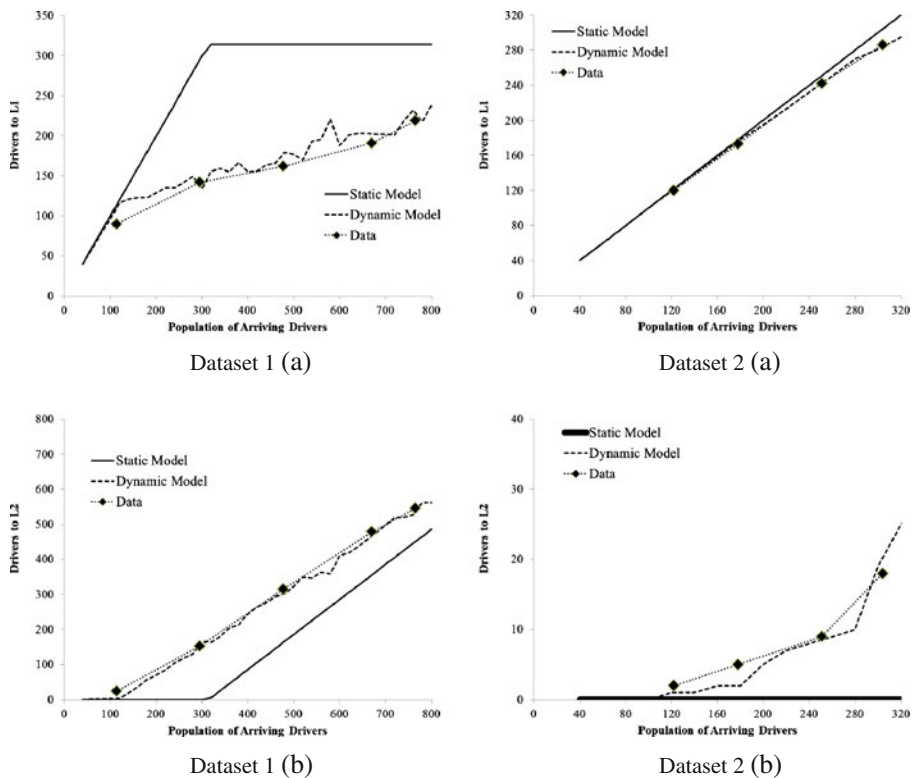 350
300
250
200
150
100
50
0
Drivers to L1
Static Model
Dynamic Model
Data
0 100 200 300 400 500 600 700 800
Population of Arriving Drivers
Dataset 1 (a)
320
280
240
200
160
120
80
40
0
Drivers to L1
Static Model
Dynamic Model
Data
0 40 80 120 160 200 240 280 320
Population of Arriving Drivers
Dataset 2 (a)
800
700
600
500
400
300
200
100
0
Drivers to L2
Static Model
Dynamic Model
Data
0 100 200 300 400 500 600 700 800
Population of Arriving Drivers
Dataset 1 (b)
40
30
20
10
0
Drivers to L2
Static Model
Dynamic Model
Data
0 40 80 120 160 200 240 280 320
Population of Arriving Drivers
Dataset 2 (b)